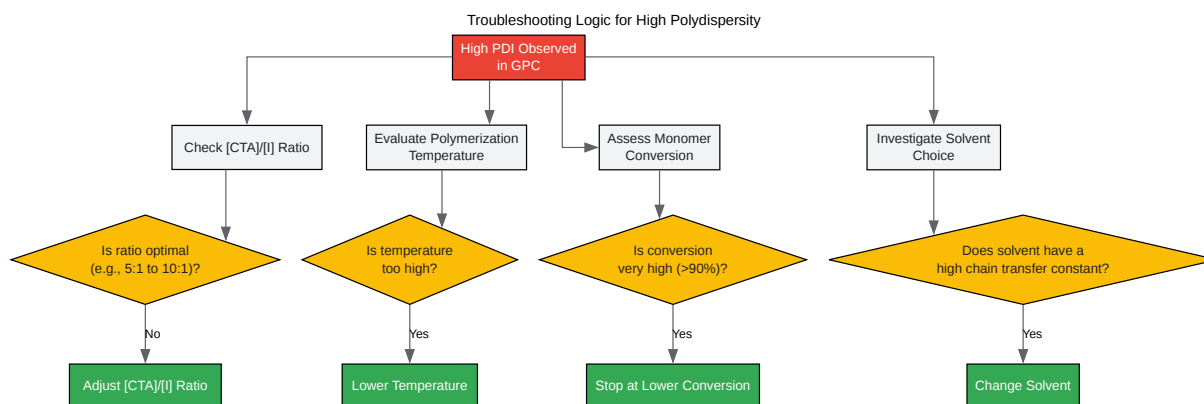 Troubleshooting Logic for High Polydispersity
High PDI Observed
in GPC
Check [CTA]/[I] Ratio
Evaluate Polymerization
Temperature
Assess Monomer
Conversion
Investigate Solvent
Choice
Is ratio optimal
(e.g., 5:1 to 10:1)?
Is temperature
too high?
Is conversion
very high (>90%)?
Does solvent have a
high chain transfer constant?
No
Yes
Yes
Yes
Adjust [CTA]/[I] Ratio
Lower Temperature
Stop at Lower Conversion
Change Solvent